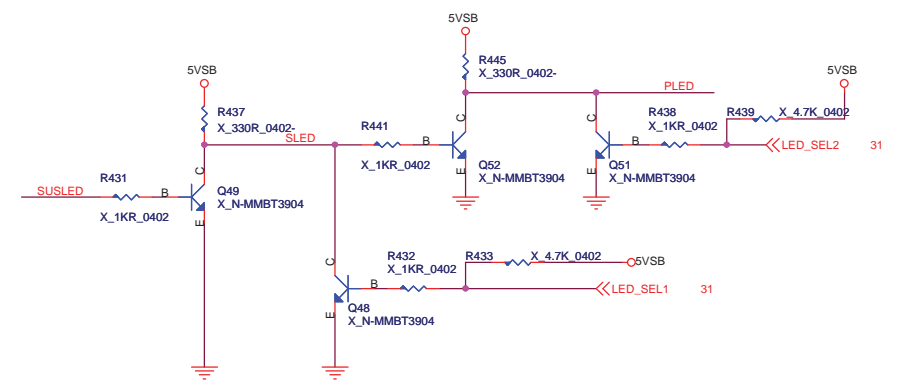 5VSB
R445
X_330R_0402-
5VSB
PLED
5VSB
R437
X_330R_0402-
R438
X_1KR_0402
R439
X_4.7K_0402
C
C
R441
SLED
B
B
LED_SEL2
31
X_1KR_0402
E
Q52
X_N-MMBT3904
E
Q51
X_N-MMBT3904
R431
C
SUSLED
B
Q49
X_N-MMBT3904
X_1KR_0402
E
C
R432
X_1KR_0402
R433
X_4.7K_0402
5VSB
B
LED_SEL1
31
E
Q48
X_N-MMBT3904